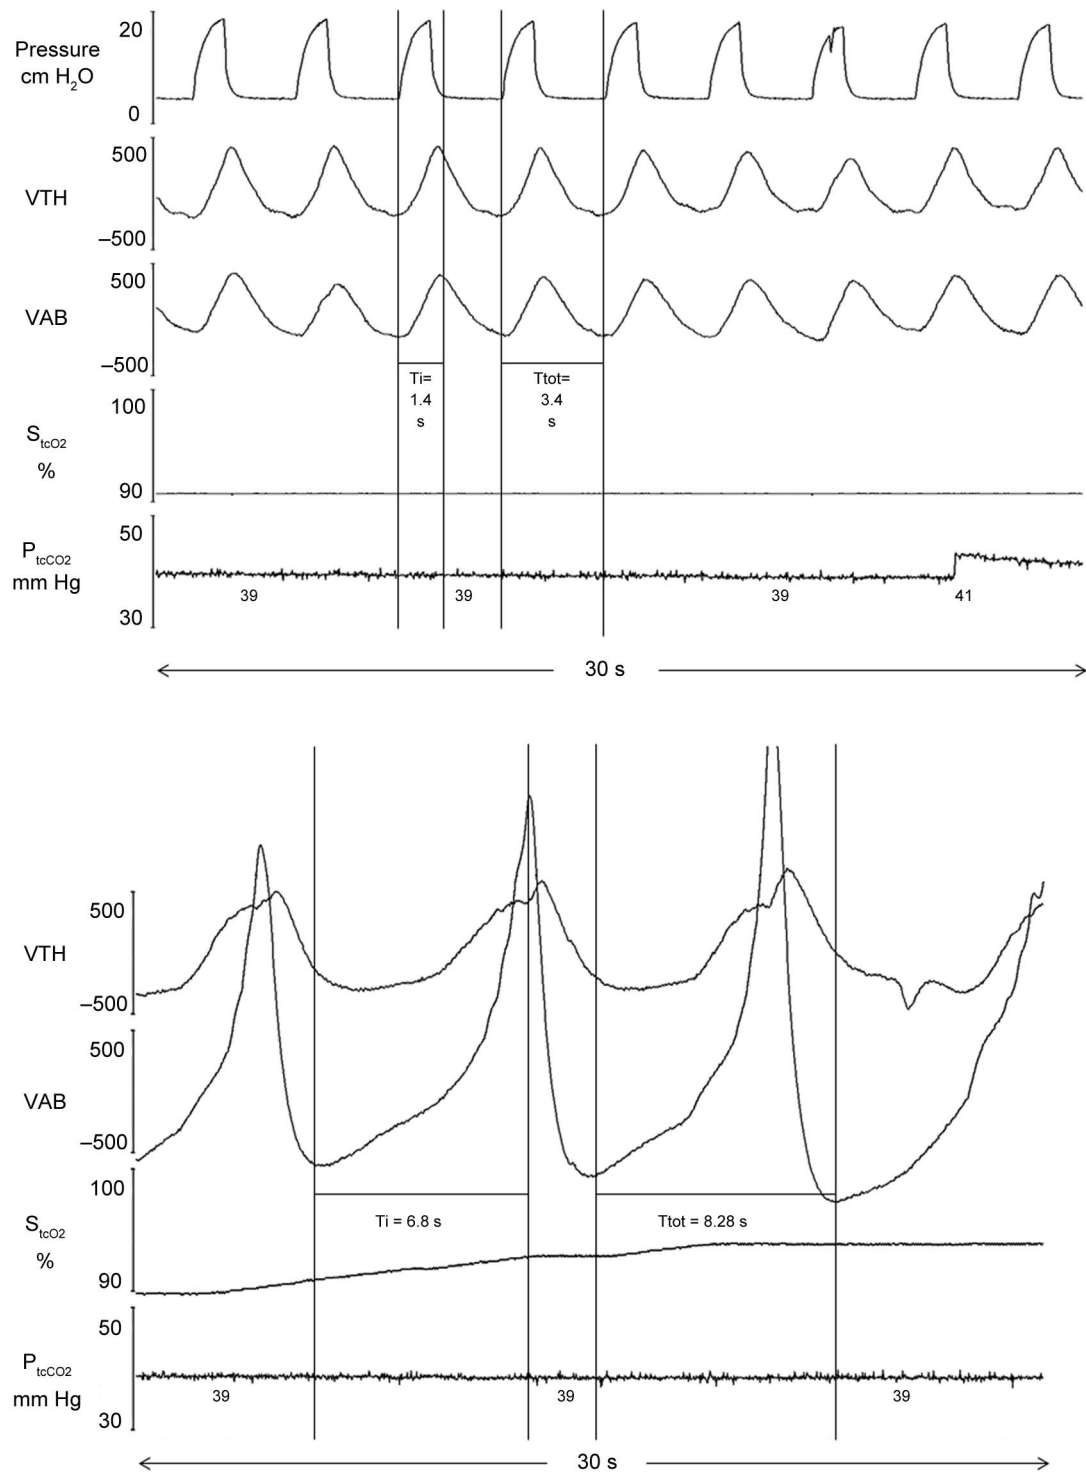 20
Pressure
cm H₂O
0
500
VTH
–500
500
VAB
–500
Ti=
1.4
s
Ttot=
3.4
s
100
StcO2
%
90
50
PtcCO2
mm Hg
39 39 39 41
30
30 s
500
VTH
–500
500
VAB
–500
100
Ti = 6.8 s Ttot = 8.28 s
StcO2
%
90
50
PtcCO2
mm Hg
39 39 39
30
30 s